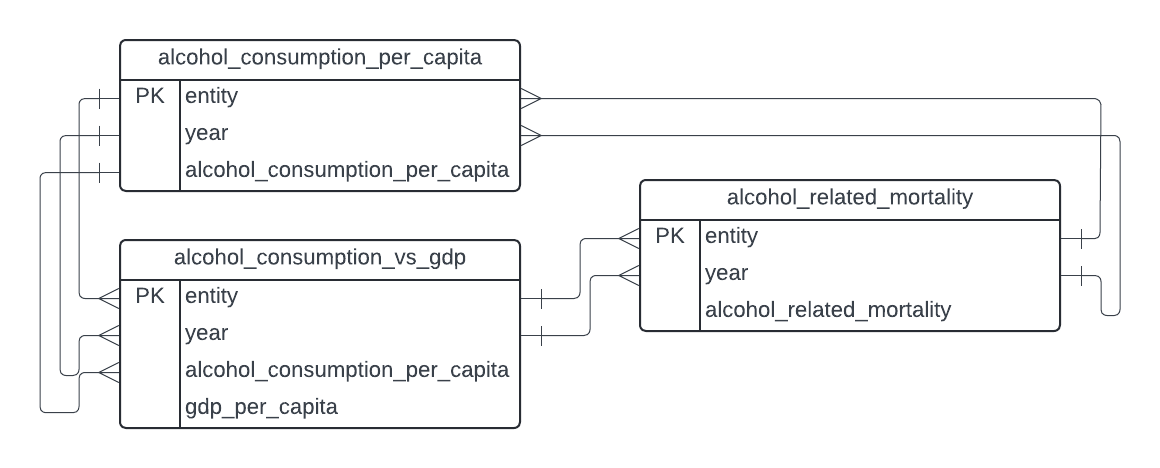 alcohol_consumption_per_capita
PK entity
year
alcohol_consumption_per_capita
alcohol_related_mortality
PK entity
year
alcohol_related_mortality
alcohol_consumption_vs_gdp
PK entity
year
alcohol_consumption_per_capita
gdp_per_capita